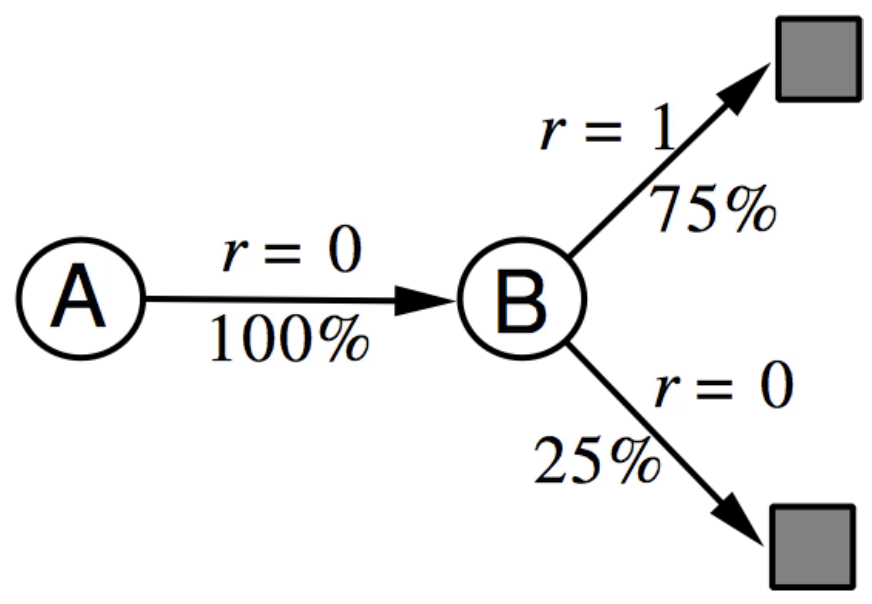 r = 1
75%
r = 0
100%
A
B
r = 0
25%